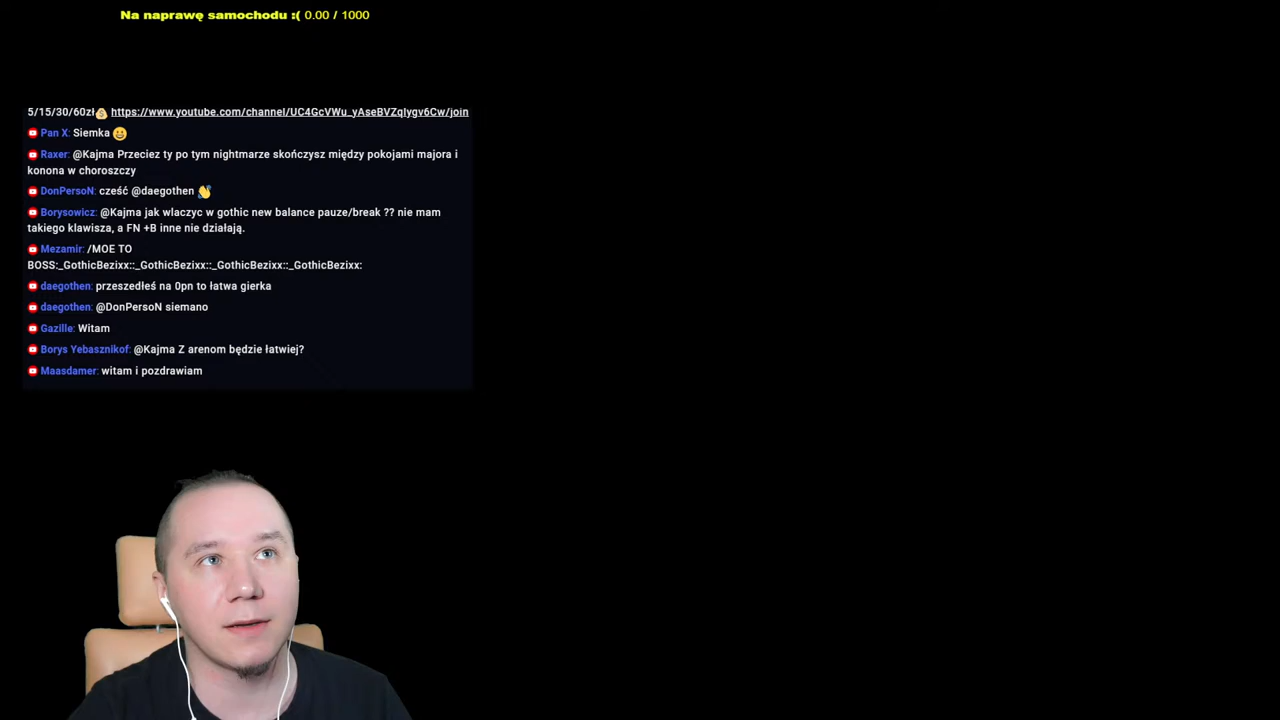 Na naprawę samochodu :( 0.00 / 1000
5/15/30/60zł https://www.youtube.com/channel/UC4GcVWu_yAseBVZqIygv6Cw/join
Pan X: Siemka
Raxer: @Kajma Przeciez ty po tym nightmarze skończysz między pokojami majora i
konona w choroszczy
DonPersoN: cześć @daegothen
Borysowicz: @Kajma jak wlaczyc w gothic new balance pauze/break ?? nie mam
takiego klawisza, a FN +B inne nie działają.
Mezamir: /MOE TO
BOSS:_GothicBezixx::_GothicBezixx::_GothicBezixx::_GothicBezixx:
daegothen: przeszedłeś na 0pn to łatwa gierka
daegothen: @DonPersoN siemano
Gazille: Witam
Borys Yebasznikof: @Kajma Z arenom będzie łatwiej?
Maasdamer: witam i pozdrawiam